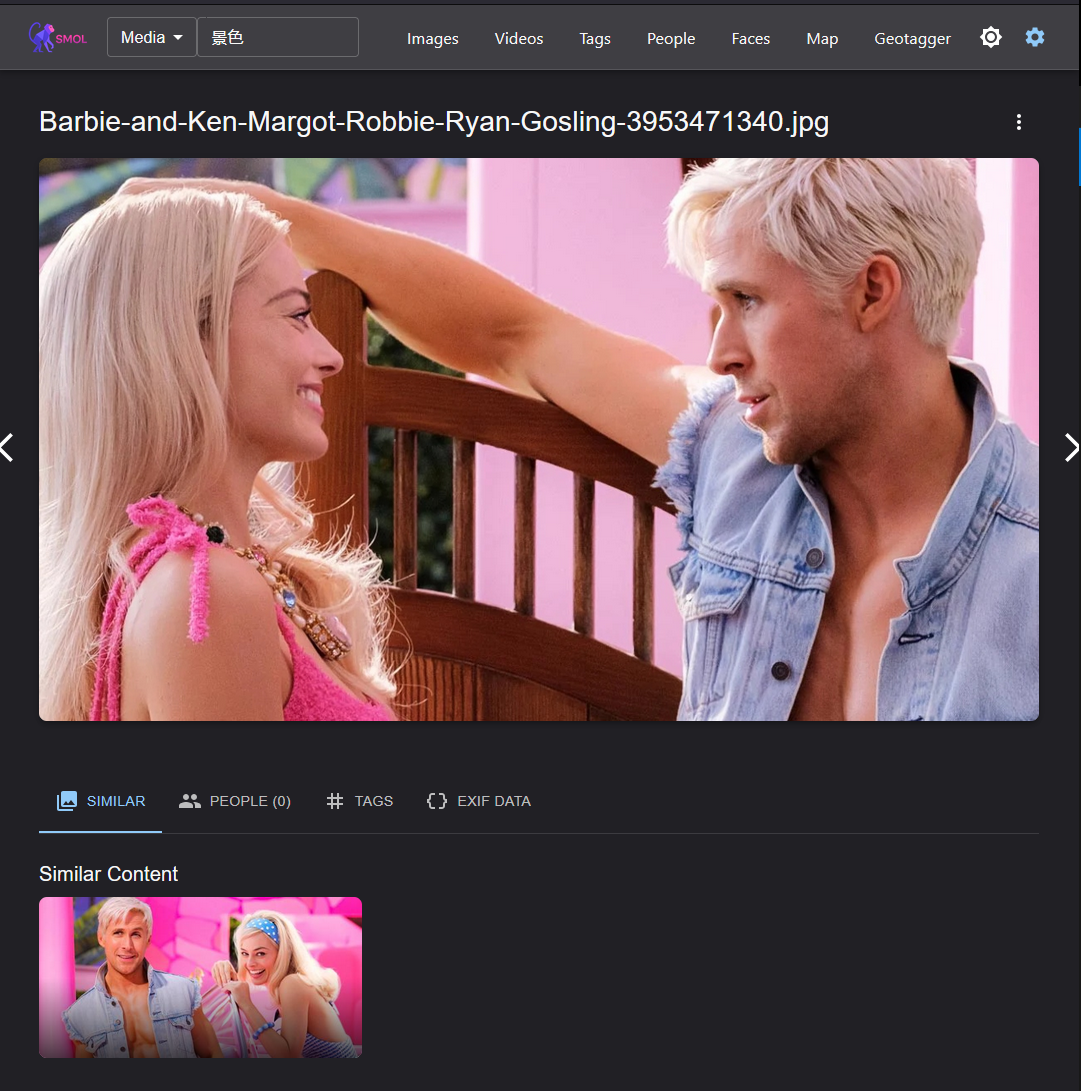 SMOL
Media
景色
Images
Videos
Tags
People
Faces
Map
Geotagger
Barbie-and-Ken-Margot-Robbie-Ryan-Gosling-3953471340.jpg
SIMILAR
PEOPLE (0)
TAGS
EXIF DATA
Similar Content